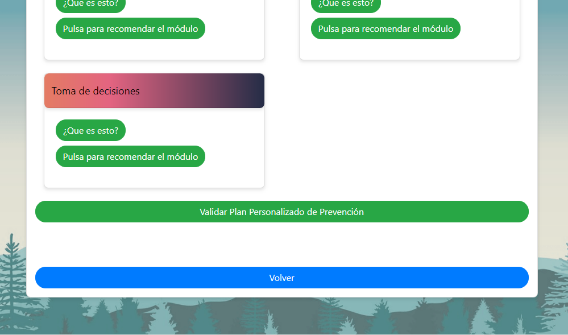 ¿Que es esto?
¿Que es esto?
Pulsa para recomendar el módulo
Pulsa para recomendar el módulo
Toma de decisiones
¿Que es esto?
Pulsa para recomendar el módulo
Validar Plan Personalizado de Prevención
Volver